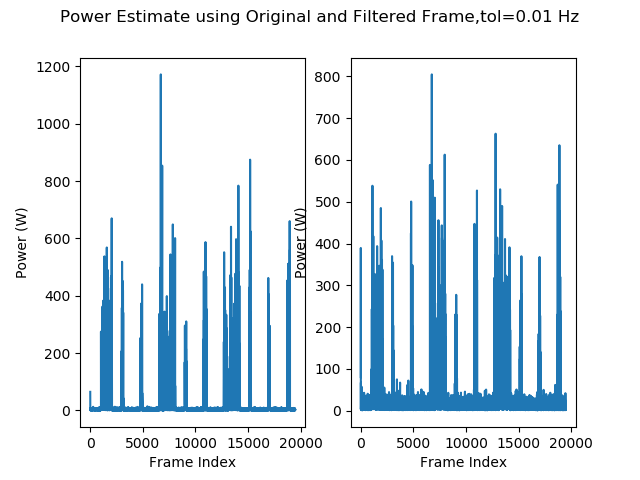 Power Estimate using Original and Filtered Frame,tol=0.01 Hz
Power (W)
1200
1000
800
600
400
200
0
0 5000 10000 15000 20000
Frame Index
Power (W)
800
700
600
500
400
300
200
100
0
0 5000 10000 15000 20000
Frame Index